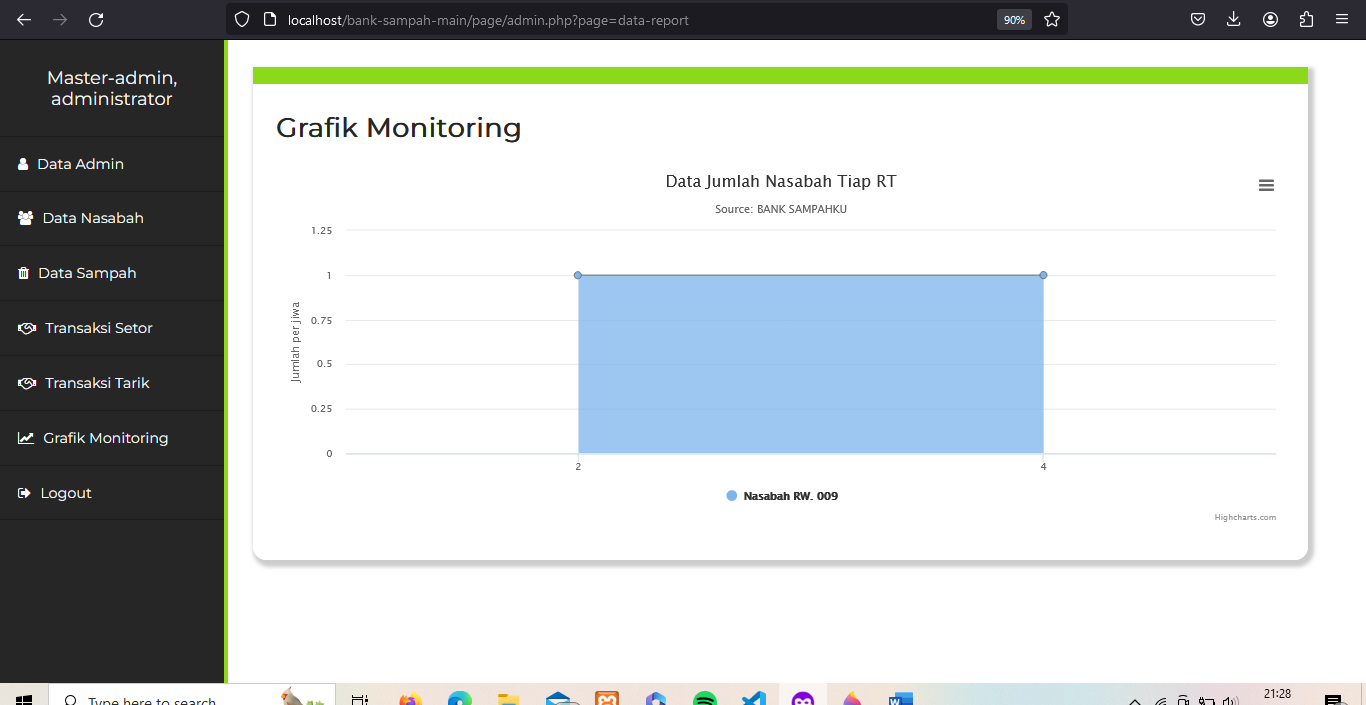 localhost/bank-sampah-main/page/admin.php?page=data-report
90%
Master-admin,
administrator
Data Admin
Data Nasabah
Data Sampah
Transaksi Setor
Transaksi Tarik
Grafik Monitoring
Logout
Grafik Monitoring
Data Jumlah Nasabah Tiap RT
Source: BANK SAMPAHKU
Jumlah per jiwa
1.25
1
0.75
0.5
0.25
0
2
4
Nasabah RW. 009
Highcharts.com
Type here to search
21:28